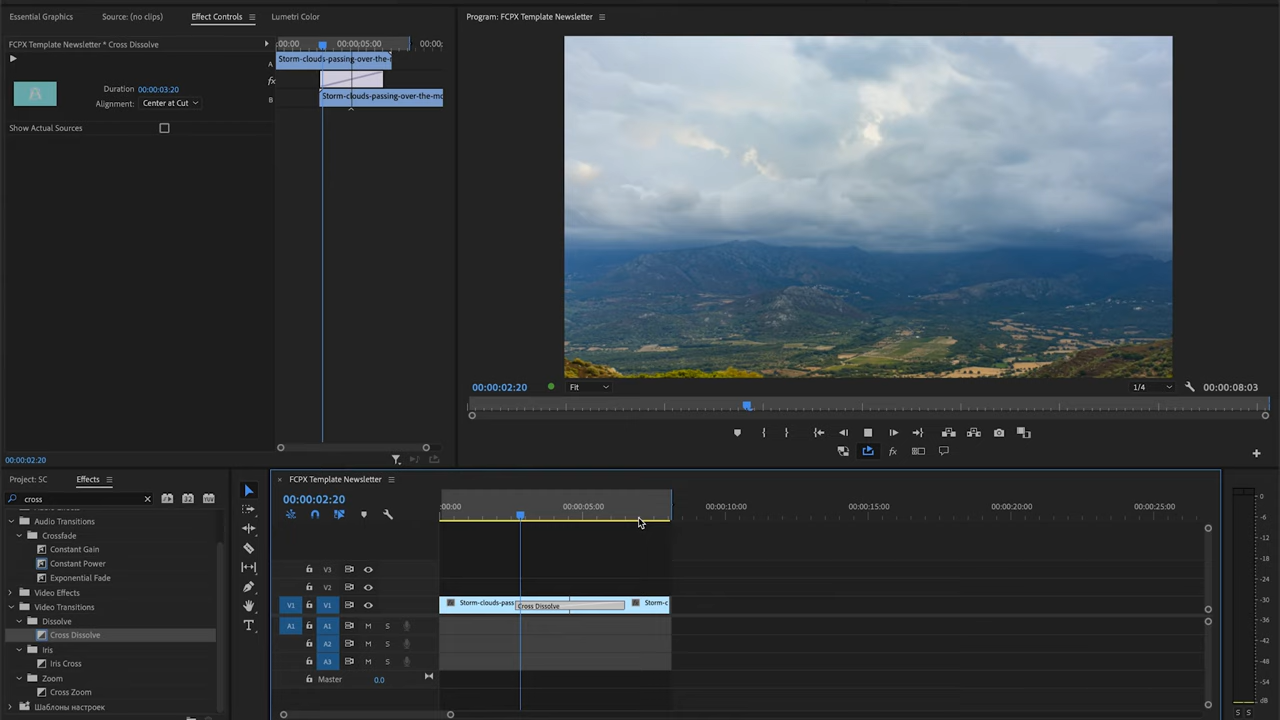 Essential Graphics
Source: (no clips)
Effect Controls
Lumetri Color
FCPX Template Newsletter * Cross Dissolve
Duration 00:00:03:20
Alignment: Center at Cut
Show Actual Sources
:00:00 00:00:05:00 00:00:
A
Storm-clouds-passing-over-the-
fx
B
Storm-clouds-passing-over-the-mo
00:00:02:20
Program: FCPX Template Newsletter
00:00:02:20
Fit
1/4
00:00:08:03
Project: SC
Effects
cross
Audio Transitions
Crossfade
Constant Gain
Constant Power
Exponential Fade
Video Effects
Video Transitions
Dissolve
Cross Dissolve
Iris
Iris Cross
Zoom
Cross Zoom
Шаблоны настроек
FCPX Template Newsletter
00:00:02:20
:00:00 00:00:05:00 00:00:10:00 00:00:15:00 00:00:20:00 00:00:25:00
V3
V2
V1 V1
Storm-clouds-pass Cross Dissolve Storm-c
A1 A1 M S
A2 M S
A3 M S
Master 0.0
0
-6
-12
-18
-24
-30
-36
-42
-48
-54
dB
S S